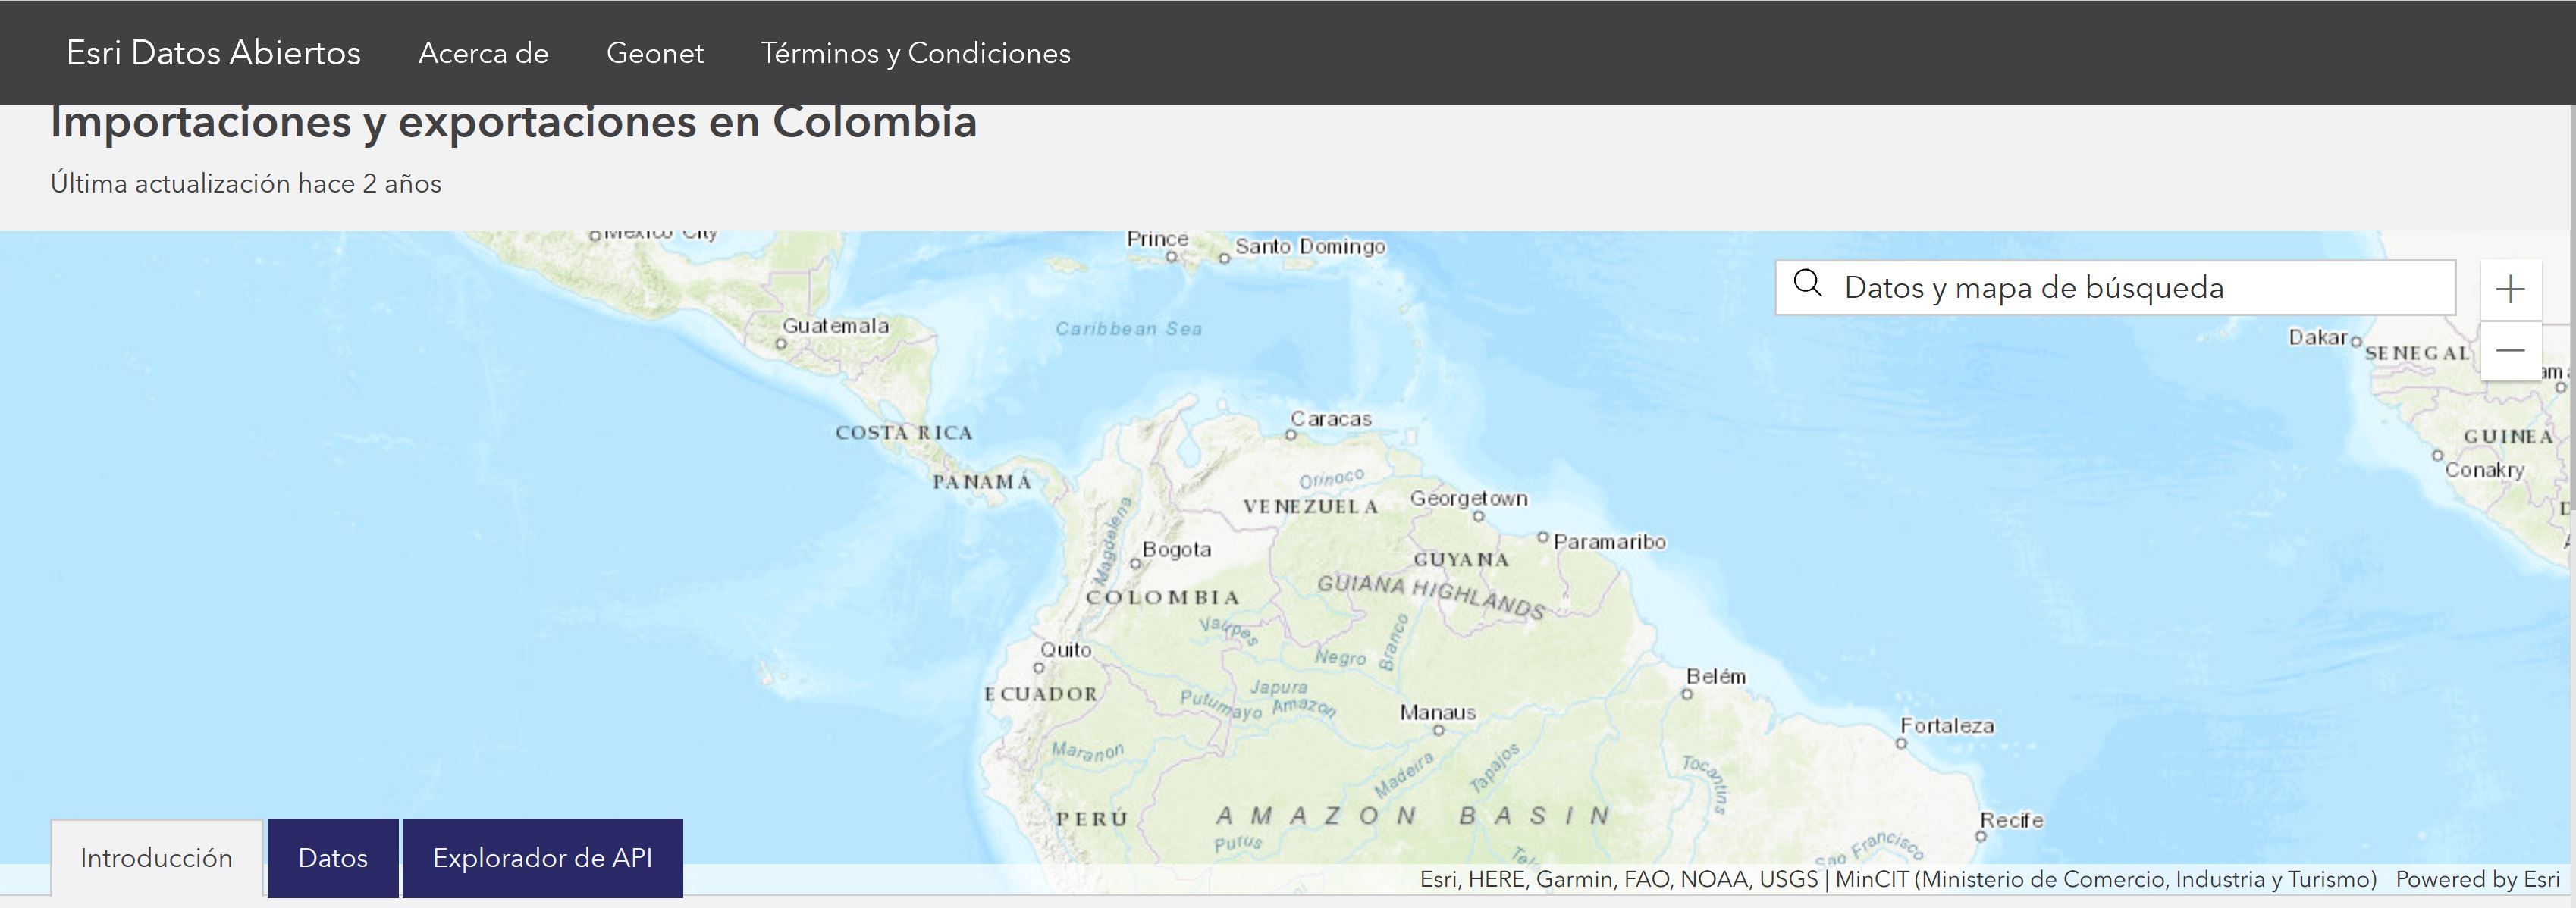 Esri Datos Abiertos Acerca de Geonet Términos y Condiciones
Importaciones y exportaciones en Colombia
Última actualización hace 2 años
Mexico City
Prince
Santo Domingo
Datos y mapa de búsqueda
Guatemala
Caribbean Sea
Dakar
SENEGAL
Caracas
COSTA RICA
GUINEA
Conakry
PANAMÁ
Orinoco
VENEZUELA
Georgetown
Magdalena
Bogota
Paramaribo
GUYANA
COLOMBIA
GUIANA HIGHLANDS
Vaupes
Quito
Negro
Branco
ECUADOR
Japura
Putumayo
Amazon
Belém
Manaus
Fortaleza
Maranon
Madeira
Tapajos
Tocantins
PERÚ
AMAZON BASIN
Purus
Recife
Sao Francisco
Introducción Datos Explorador de API
Esri, HERE, Garmin, FAO, NOAA, USGS | MinCIT (Ministerio de Comercio, Industria y Turismo) Powered by Esri